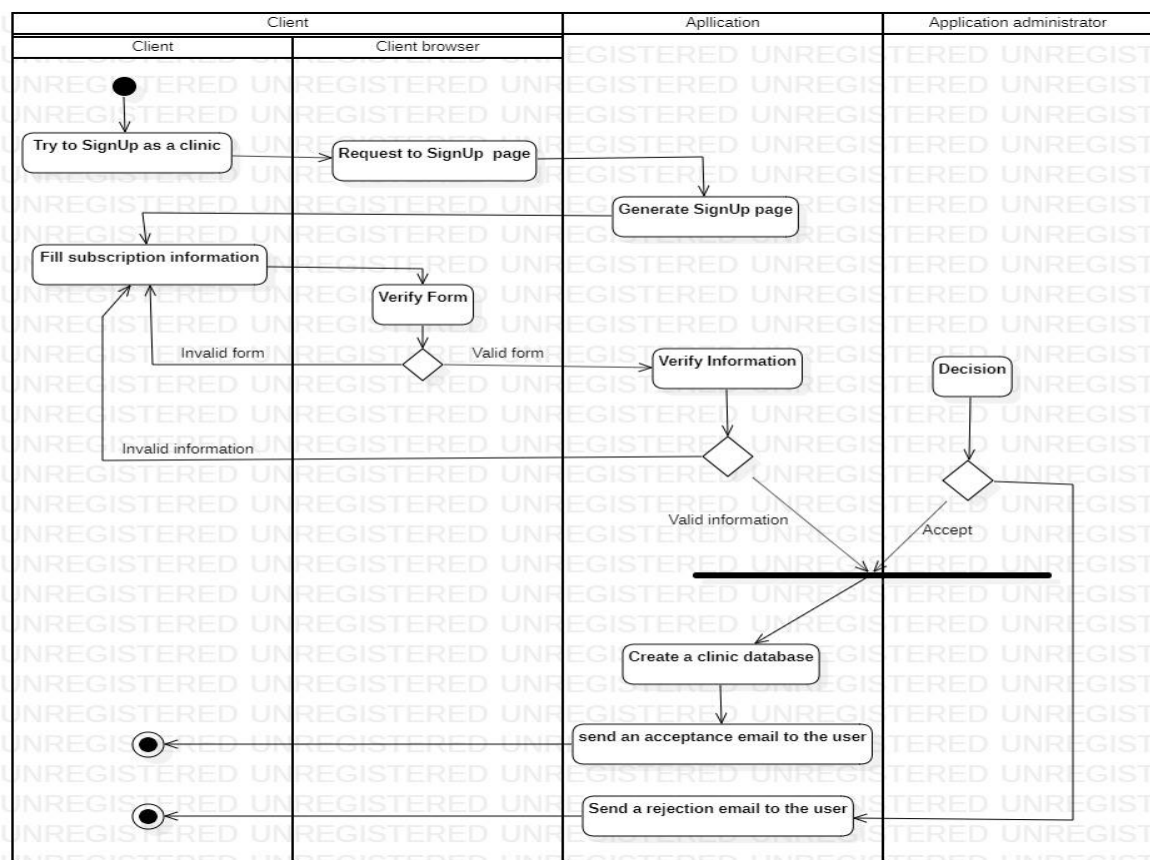 Client
Apllication
Application administrator
Client
Client browser
Try to SignUp as a clinic
Request to SignUp page
Generate SignUp page
Fill subscription information
Verify Form
Invalid form
Valid form
Verify Information
Decision
Invalid information
Valid information
Accept
Create a clinic database
send an acceptance email to the user
Send a rejection email to the user
UNREGISTERED